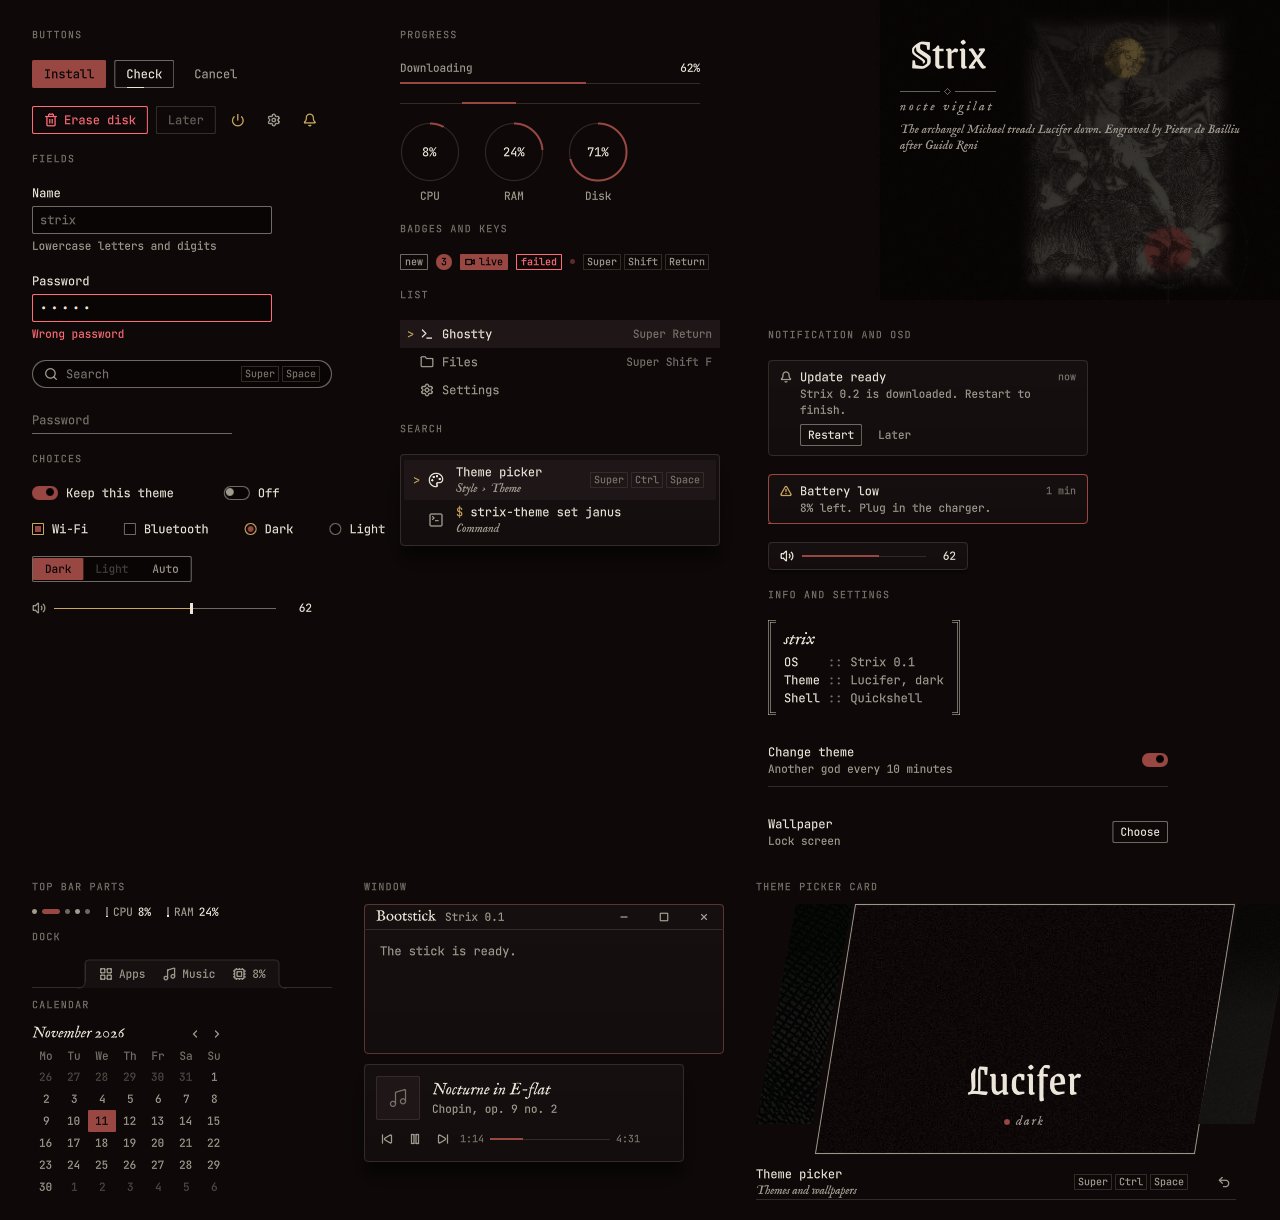 BUTTONS
Install Check Cancel
Erase disk Later
FIELDS
Name
strix
Lowercase letters and digits
Password
•••••
Wrong password
Search Super Space
Password
CHOICES
Keep this theme Off
Wi-Fi Bluetooth Dark Light
Dark Light Auto
62
PROGRESS
Downloading 62%
8% 24% 71%
CPU RAM Disk
BADGES AND KEYS
new 3 live failed Super Shift Return
LIST
> Ghostty Super Return
Files Super Shift F
Settings
SEARCH
> Theme picker Super Ctrl Space
Style › Theme
$ strix-theme set janus
Command
Strix
nocte vigilat
The archangel Michael treads Lucifer down. Engraved by Pieter de Bailliu
after Guido Reni
NOTIFICATION AND OSD
Update ready now
Strix 0.2 is downloaded. Restart to
finish.
Restart Later
Battery low 1 min
8% left. Plug in the charger.
62
INFO AND SETTINGS
strix
OS :: Strix 0.1
Theme :: Lucifer, dark
Shell :: Quickshell
Change theme
Another god every 10 minutes
Wallpaper
Lock screen
Choose
TOP BAR PARTS
CPU 8% RAM 24%
DOCK
Apps Music 8%
CALENDAR
November 2026
Mo Tu We Th Fr Sa Su
26 27 28 29 30 31 1
2 3 4 5 6 7 8
9 10 11 12 13 14 15
16 17 18 19 20 21 22
23 24 25 26 27 28 29
30 1 2 3 4 5 6
WINDOW
Bootstick Strix 0.1
The stick is ready.
Nocturne in E-flat
Chopin, op. 9 no. 2
1:14 4:31
THEME PICKER CARD
Lucifer
dark
Theme picker
Themes and wallpapers
Super Ctrl Space